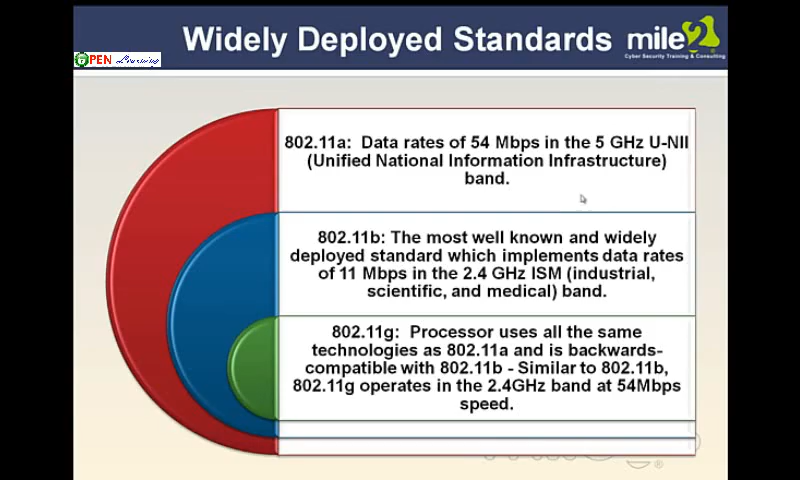 Widely Deployed Standards
mile2
Cyber Security Training & Consulting
OPEN Learning
802.11a: Data rates of 54 Mbps in the 5 GHz U-NII
(Unified National Information Infrastructure)
band.
802.11b: The most well known and widely
deployed standard which implements data rates
of 11 Mbps in the 2.4 GHz ISM (industrial,
scientific, and medical) band.
802.11g: Processor uses all the same
technologies as 802.11a and is backwards-
compatible with 802.11b - Similar to 802.11b,
802.11g operates in the 2.4GHz band at 54Mbps
speed.